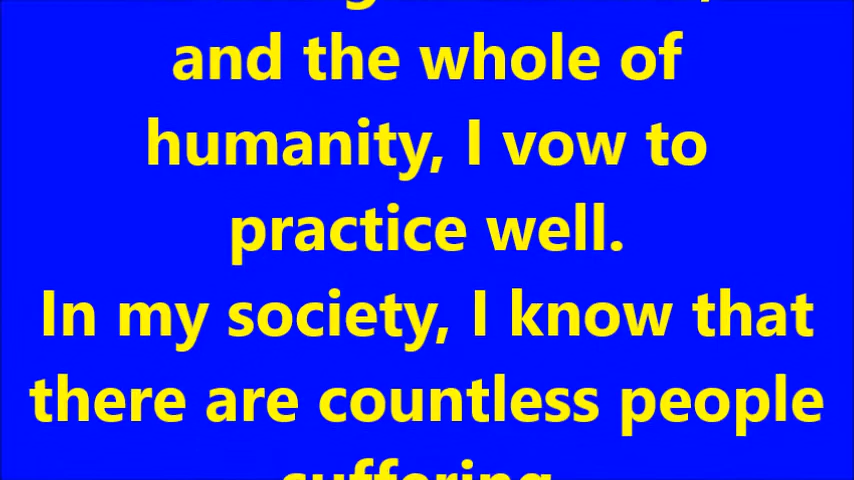 and the whole of
humanity, I vow to
practice well.
In my society, I know that
there are countless people
suffering